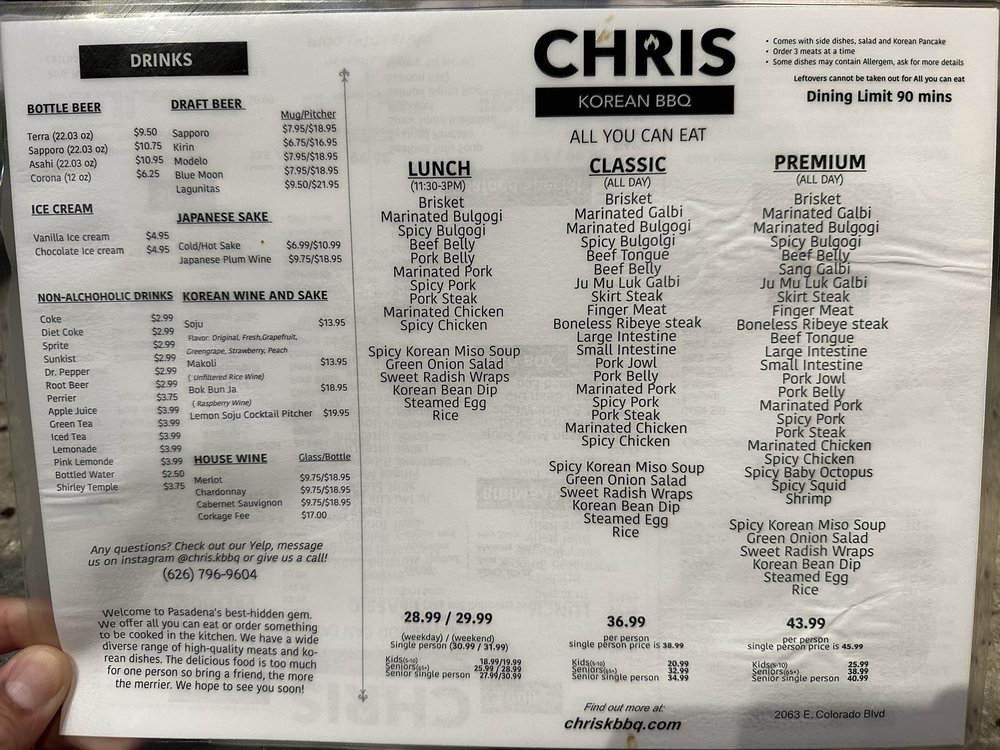 DRINKS
BOTTLE BEER
Terra (22.03 oz) $9.50
Sapporo (22.03 oz) $10.75
Asahi (22.03 oz) $10.95
Corona (12 oz) $6.25
ICE CREAM
Vanilla Ice cream $4.95
Chocolate Ice cream $4.95
NON-ALCHOHOLIC DRINKS
Coke $2.99
Diet Coke $2.99
Sprite $2.99
Sunkist $2.99
Dr. Pepper $2.99
Root Beer $2.99
Perrier $3.75
Apple Juice $3.99
Green Tea $3.99
Iced Tea $3.99
Lemonade $3.99
Pink Lemonde $3.99
Bottled Water $2.50
Shirley Temple $3.75
DRAFT BEER
Mug/Pitcher
Sapporo $7.95/$18.95
Kirin $6.75/$16.95
Modelo $7.95/$18.95
Blue Moon $7.95/$18.95
Lagunitas $9.50/$21.95
JAPANESE SAKE
Cold/Hot Sake $6.99/$10.99
Japanese Plum Wine $9.75/$18.95
KOREAN WINE AND SAKE
Soju $13.95
Flavor: Original, Fresh,Grapefruit,
Greengrape, Strawberry, Peach
Makoli $13.95
( Unfiltered Rice Wine)
Bok Bun Ja $18.95
( Raspberry Wine)
Lemon Soju Cocktail Pitcher $19.95
HOUSE WINE Glass/Bottle
Merlot $9.75/$18.95
Chardonnay $9.75/$18.95
Cabernet Sauvignon $9.75/$18.95
Corkage Fee $17.00
Any questions? Check out our Yelp, message
us on instagram @chris.kbbq or give us a call!
(626) 796-9604
Welcome to Pasadena's best-hidden gem.
We offer all you can eat or order something
to be cooked in the kitchen. We have a wide
diverse range of high-quality meats and ko-
rean dishes. The delicious food is too much
for one person so bring a friend, the more
the merrier. We hope to see you soon!
CHRIS
KOREAN BBQ
ALL YOU CAN EAT
• Comes with side dishes, salad and Korean Pancake
• Order 3 meats at a time
• Some dishes may contain Allergem, ask for more details
Leftovers cannot be taken out for All you can eat
Dining Limit 90 mins
LUNCH
(11:30-3PM)
Brisket
Marinated Bulgogi
Spicy Bulgogi
Beef Belly
Pork Belly
Marinated Pork
Spicy Pork
Pork Steak
Marinated Chicken
Spicy Chicken
Spicy Korean Miso Soup
Green Onion Salad
Sweet Radish Wraps
Korean Bean Dip
Steamed Egg
Rice
28.99 / 29.99
(weekday) / (weekend)
Single person (30.99 / 31.99)
Kids(5-10) 18.99/19.99
Seniors(65+) 25.99 / 28.99
Senior single person 27.99/30.99
CLASSIC
(ALL DAY)
Brisket
Marinated Galbi
Marinated Bulgogi
Spicy Bulgolgi
Beef Tongue
Beef Belly
Ju Mu Luk Galbi
Skirt Steak
Finger Meat
Boneless Ribeye steak
Large Intestine
Small Intestine
Pork Jowl
Pork Belly
Marinated Pork
Spicy Pork
Pork Steak
Marinated Chicken
Spicy Chicken
Spicy Korean Miso Soup
Green Onion Salad
Sweet Radish Wraps
Korean Bean Dip
Steamed Egg
Rice
36.99
per person
single person price is 38.99
Kids(5-10) 20.99
Seniors(65+) 32.99
Senior single person 34.99
PREMIUM
(ALL DAY)
Brisket
Marinated Galbi
Marinated Bulgogi
Spicy Bulgogi
Beef Belly
Sang Galbi
Ju Mu Luk Galbi
Skirt Steak
Finger Meat
Boneless Ribeye steak
Beef Tongue
Large Intestine
Small Intestine
Pork Jowl
Pork Belly
Marinated Pork
Spicy Pork
Pork Steak
Marinated Chicken
Spicy Chicken
Spicy Baby Octopus
Spicy Squid
Shrimp
Spicy Korean Miso Soup
Green Onion Salad
Sweet Radish Wraps
Korean Bean Dip
Steamed Egg
Rice
43.99
per person
single person price is 45.99
Kids(5-10) 25.99
Seniors(65+) 38.99
Senior single person 40.99
Find out more at:
chriskbbq.com
2063 E. Colorado Blvd